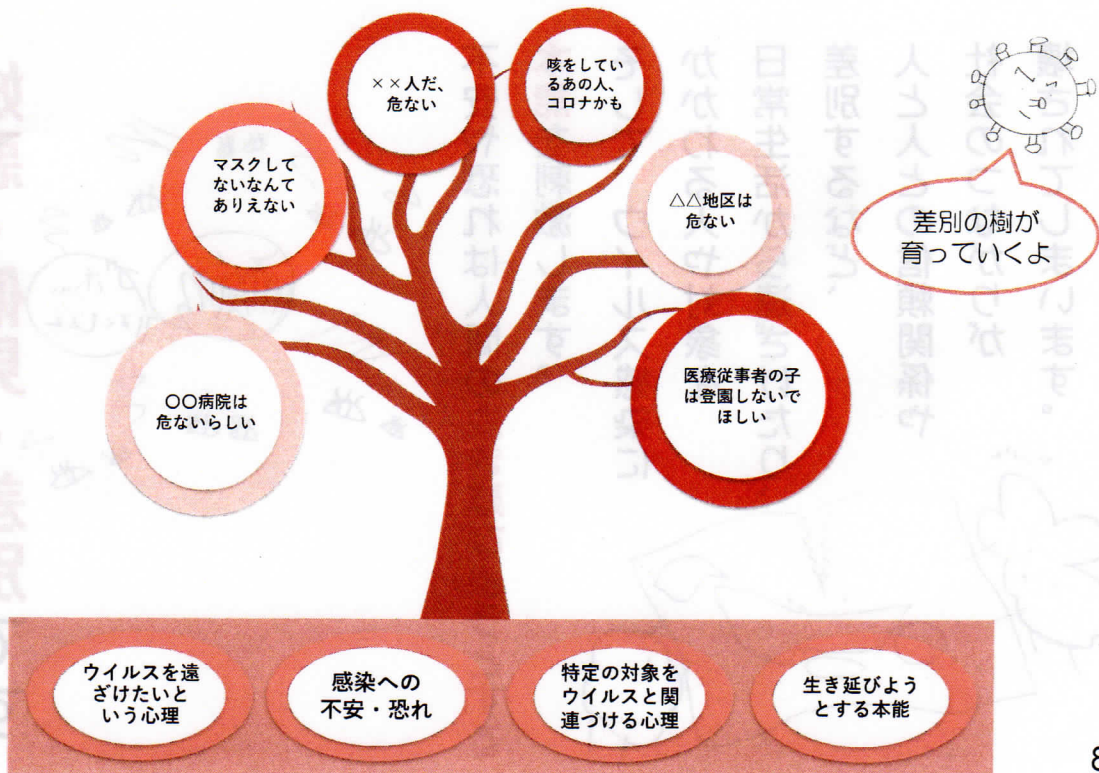 ××人だ、
危ない
咳をしてい
るあの人、
コロナかも
マスクして
ないなんて
ありえない
△△地区は
危ない
差別の樹が
育っていくよ
〇〇病院は
危ないらしい
医療従事者の子
は登園しないで
ほしい
ウイルスを遠
ざけたいと
いう心理
感染への
不安・恐れ
特定の対象を
ウイルスと関
連づける心理
生き延びよう
とする本能